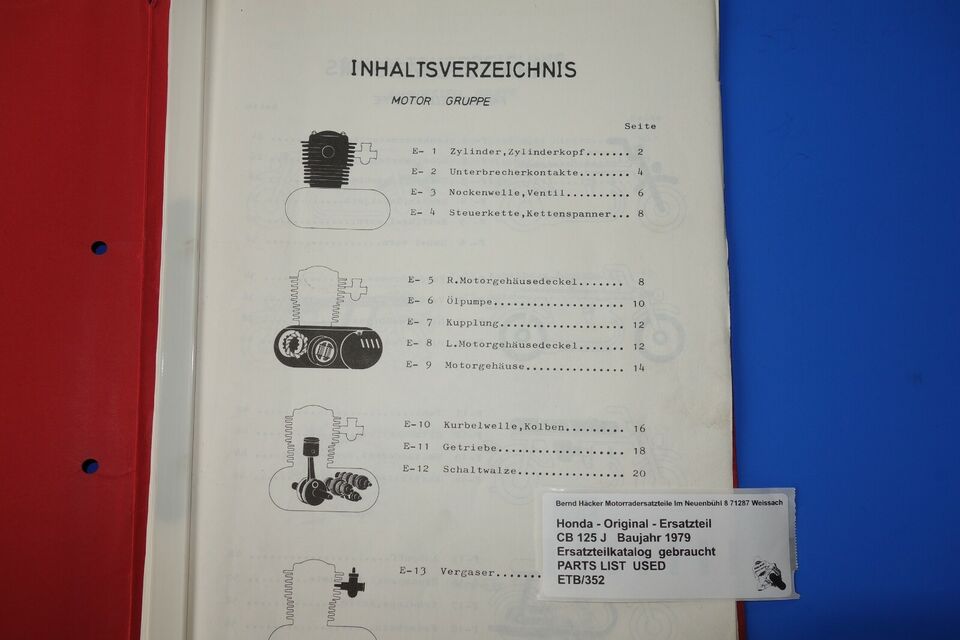 INHALTSVERZEICHNIS
MOTOR GRUPPE
Seite
E- 1 Zylinder,Zylinderkopf....... 2
E- 2 Unterbrecherkontakte........ 4
E- 3 Nockenwelle,Ventil.......... 6
E- 4 Steuerkette,Kettenspanner... 8
E- 5 R.Motorgehäusedeckel....... 8
E- 6 Ölpumpe.................... 10
E- 7 Kupplung................... 12
E- 8 L.Motorgehäusedeckel....... 12
E- 9 Motorgehäuse............... 14
E-10 Kurbelwelle,Kolben......... 16
E-11 Getriebe................... 18
E-12 Schaltwalze................ 20
E-13 Vergaser.......
Bernd Häcker Motorradersatzteile Im Neuenbühl 8 71287 Weissach
Honda - Original - Ersatzteil
CB 125 J Baujahr 1979
Ersatzteilkatalog gebraucht
PARTS LIST USED
ETB/352